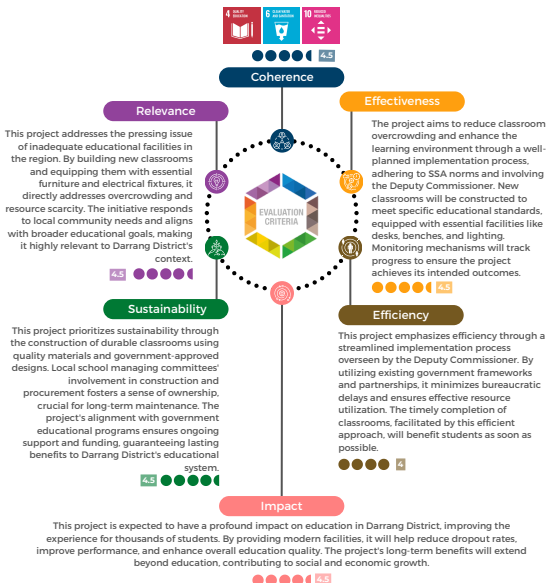 4 QUALITY EDUCATION
6 CLEAN WATER AND SANITATION
10 REDUCED INEQUALITIES
4.5
Coherence
Relevance
This project addresses the pressing issue
of inadequate educational facilities in
the region. By building new classrooms
and equipping them with essential
furniture and electrical fixtures, it
directly addresses overcrowding and
resource scarcity. The initiative responds
to local community needs and aligns
with broader educational goals, making
it highly relevant to Darrang District's
context.
4.5
Effectiveness
The project aims to reduce classroom
overcrowding and enhance the
learning environment through a well-
planned implementation process,
adhering to SSA norms and involving
the Deputy Commissioner. New
classrooms will be constructed to
meet specific educational standards,
equipped with essential facilities like
desks, benches, and lighting.
Monitoring mechanisms will track
progress to ensure the project
achieves its intended outcomes.
4.5
EVALUATION
CRITERIA
Sustainability
This project prioritizes sustainability through
the construction of durable classrooms using
quality materials and government-approved
designs. Local school managing committees'
involvement in construction and
procurement fosters a sense of ownership,
crucial for long-term maintenance. The
project's alignment with government
educational programs ensures ongoing
support and funding, guaranteeing lasting
benefits to Darrang District's educational
system.
4.5
Efficiency
This project emphasizes efficiency through a
streamlined implementation process
overseen by the Deputy Commissioner. By
utilizing existing government frameworks
and partnerships, it minimizes bureaucratic
delays and ensures effective resource
utilization. The timely completion of
classrooms, facilitated by this efficient
approach, will benefit students as soon as
possible.
4
Impact
This project is expected to have a profound impact on education in Darrang District, improving the
experience for thousands of students. By providing modern facilities, it will help reduce dropout rates,
improve performance, and enhance overall education quality. The project's long-term benefits will extend
beyond education, contributing to social and economic growth.
4.5